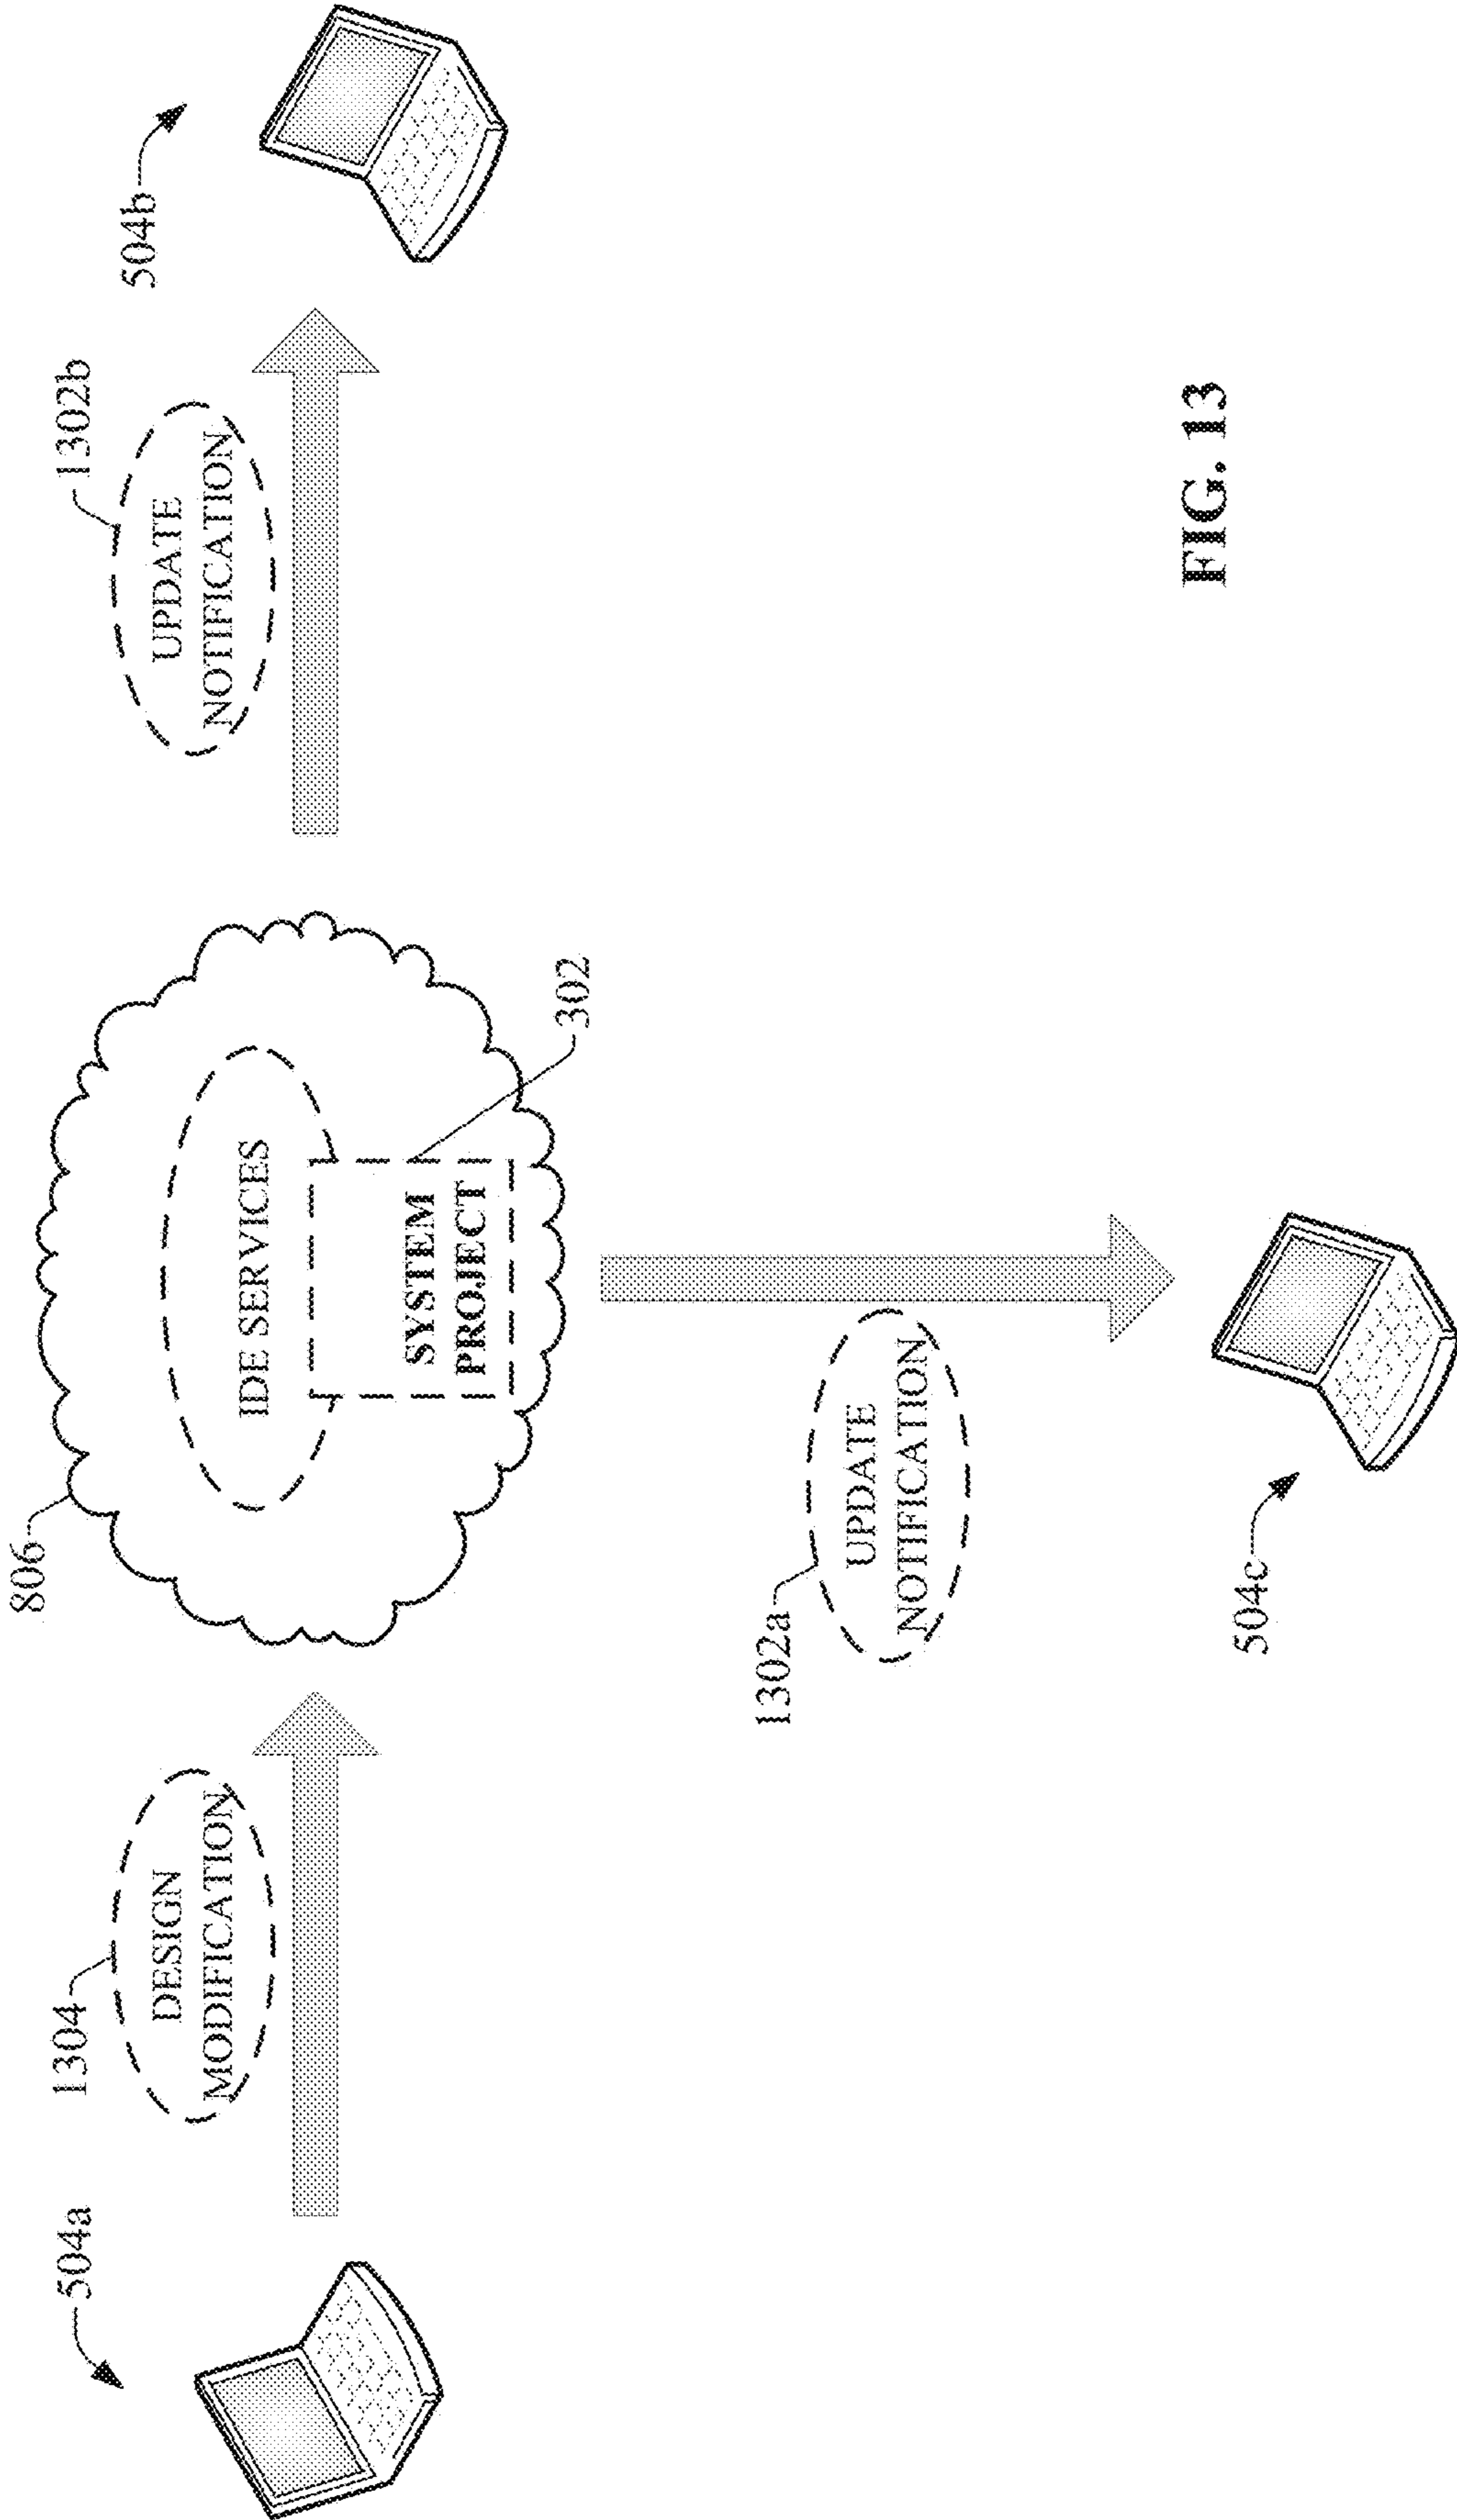 806
504a
1304
DESIGN
MODIFICATION
IDE SERVICES
SYSTEM
PROJECT
302
1302b
UPDATE
NOTIFICATION
504b
1302a
UPDATE
NOTIFICATION
504c
FIG. 13